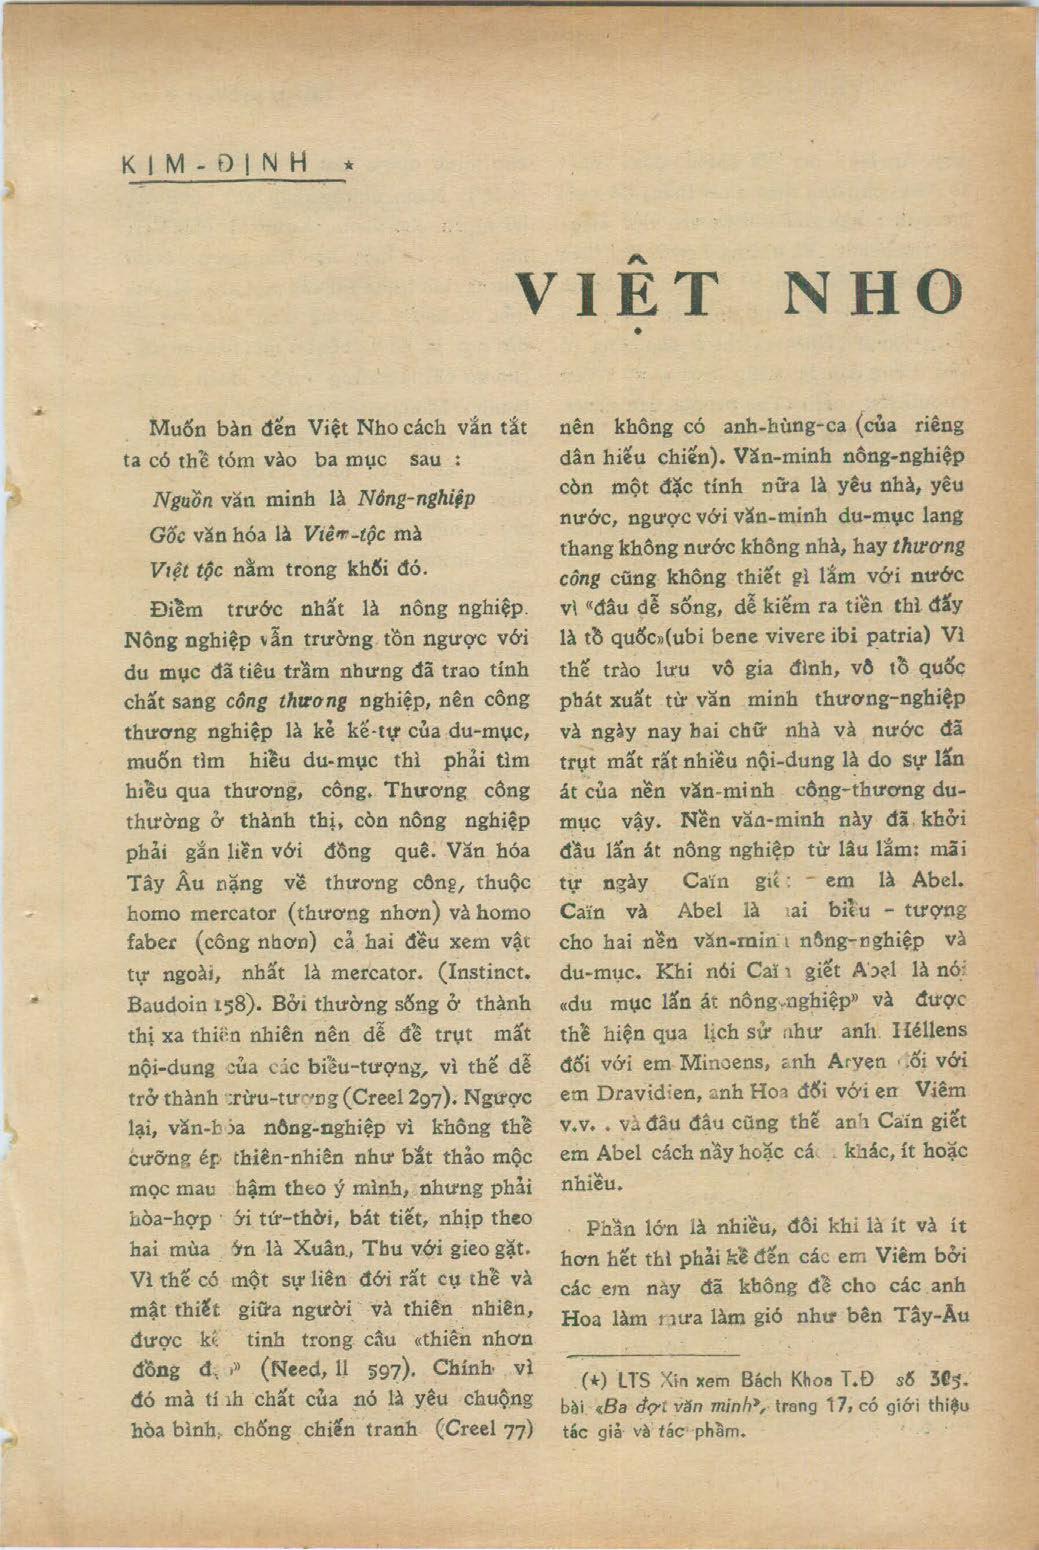 KIM-ĐỊNH *
VIỆT NHO
Muốn bàn đến Việt Nho cách vắn tắt
ta có thể tóm vào ba mục sau :
Nguồn văn minh là Nông-nghiệp
Gốc văn hóa là Viêm-tộc mà
Việt tộc nằm trong khối đó.
Điềm trước nhất là nông nghiệp.
Nông nghiệp vẫn trường tồn ngược với
du mục đã tiêu trầm nhưng đã trao tính
chất sang công thương nghiệp, nên công
thương nghiệp là kẻ kế-tự của du-mục,
muốn tìm hiểu du-mục thì phải tìm
hiểu qua thương, công. Thương công
thường ở thành thị, còn nông nghiệp
phải gắn liền với đồng quê. Văn hóa
Tây Âu nặng về thương công, thuộc
homo mercator (thương nhơn) và homo
faber (công nhơn) cả hai đều xem vật
tự ngoài, nhất là mercator. (Instinct.
Baudoin 158). Bởi thường sống ở thành
thị xa thiên nhiên nên dễ để trụt mất
nội-dung của các biểu-tượng, vì thế dễ
trở thành trừu-tượng (Creel 297). Ngược
lại, văn-hóa nông-nghiệp vì không thể
cưỡng ép thiên-nhiên như bắt thảo mộc
mọc mau hậm theo ý mình, nhưng phải
hòa-hợp ới tứ-thời, bát tiết, nhịp theo
hai mùa ớn là Xuân, Thu với gieo gặt.
Vì thế có một sự liên đới rất cụ thể và
mật thiết giữa người và thiên nhiên,
được kế tinh trong câu «thiên nhơn
đồng đ » (Need, II 597). Chính vì
đó mà tính chất của nó là yêu chuộng
hòa bình, chống chiến tranh (Creel 77)
nên không có anh-hùng-ca (của riêng
dân hiếu chiến). Văn-minh nông-nghiệp
còn một đặc tính nữa là yêu nhà, yêu
nước, ngược với văn-minh du-mục lang
thang không nước không nhà, hay thương
công cũng không thiết gì lắm với nước
vì «đâu dễ sống, dễ kiếm ra tiền thì đấy
là tổ quốc»(ubi bene vivere ibi patria) Vì
thế trào lưu vô gia đình, vô tổ quốc
phát xuất từ văn minh thương-nghiệp
và ngày nay hai chữ nhà và nước đã
trụt mất rất nhiều nội-dung là do sự lấn
át của nền văn-minh công-thương du-
mục vậy. Nền văn-minh này đã khởi
đầu lấn át nông nghiệp từ lâu lắm: mãi
tự ngày Caïn giế em là Abel.
Caïn và Abel là hai biểu - tượng
cho hai nền văn-minh nông-nghiệp và
du-mục. Khi nói Caïn giết Abel là nói
«du mục lấn át nông-nghiệp» và được
thể hiện qua lịch sử như anh Héllens
đối với em Minoens, anh Aryen đối với
em Dravidien, anh Hoa đối với em Viêm
v.v. . và đâu đâu cũng thế anh Caïn giết
em Abel cách nầy hoặc cá khác, ít hoặc
nhiều.
Phần lớn là nhiều, đôi khi là ít và ít
hơn hết thì phải kể đến các em Viêm bởi
các em này đã không để cho các anh
Hoa làm mưa làm gió như bên Tây-Âu
(*) LTS Xin xem Bách Khoa T.Đ số 305.
bài «Ba đợt văn minh», trang 17, có giới thiệu
tác giả và tác phẩm.